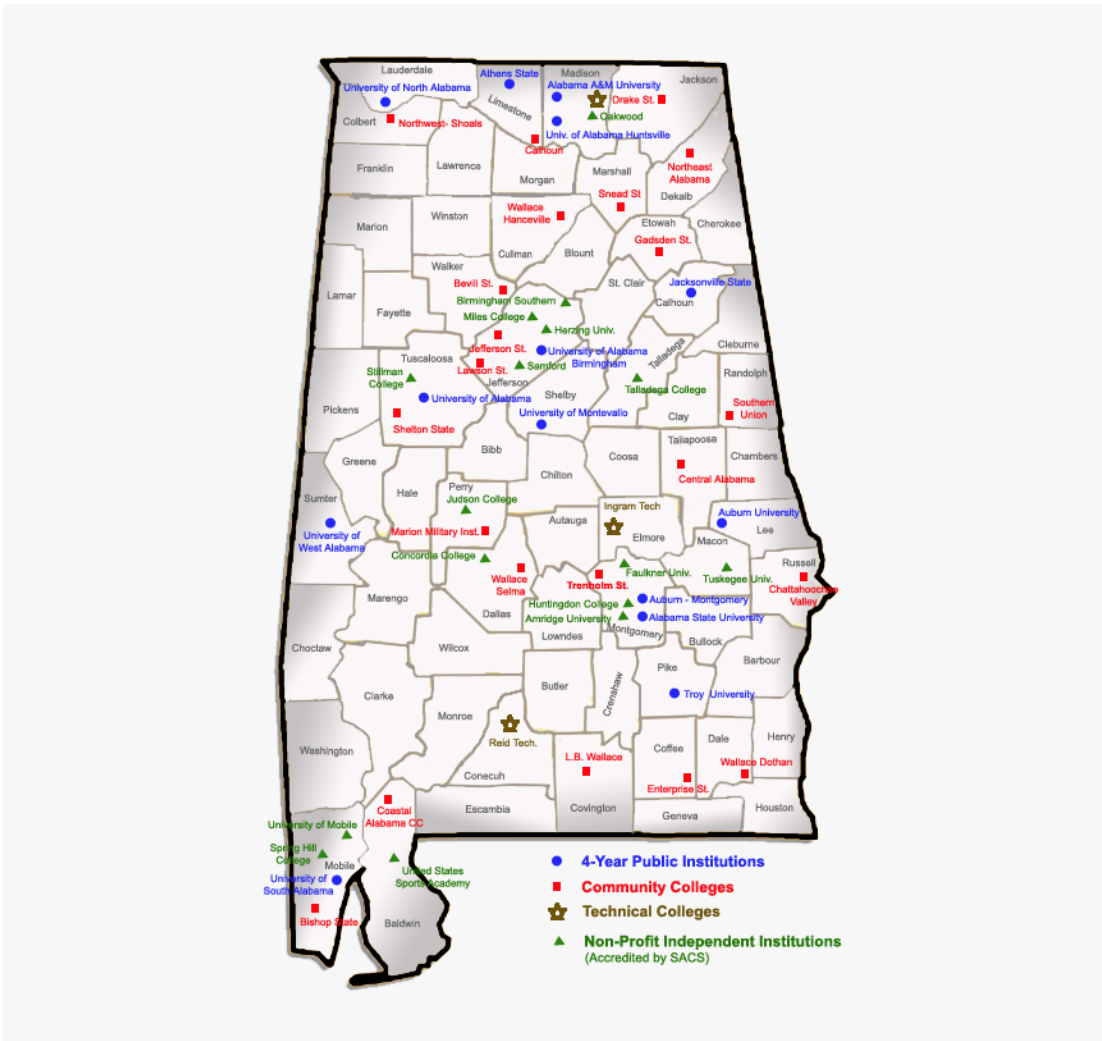 Lauderdale
Athens State
Madison
Jackson
University of North Alabama
Alabama A&M University
Limestone
Drake St.
Colbert
Northwest- Shoals
Oakwood
Univ. of Alabama Huntsville
Calhoun
Franklin
Lawrence
Morgan
Marshall
Northeast
Alabama
Snead St
Dekalb
Wallace
Hanceville
Marion
Winston
Etowah
Cherokee
Gadsden St.
Cullman
Blount
Walker
Bevill St.
St. Clair
Jacksonville State
Calhoun
Lamar
Birmingham Southern
Fayette
Miles College
Herzing Univ.
Jefferson St.
University of Alabama
Birmingham
Talladega
Cleburne
Tuscaloosa
Lawson St.
Samford
Stillman
College
Jefferson
Randolph
Talladega College
Shelby
University of Alabama
Pickens
Shelton State
University of Montevallo
Clay
Southern
Union
Bibb
Tallapoosa
Greene
Coosa
Chambers
Chilton
Central Alabama
Hale
Perry
Sumter
Judson College
Ingram Tech
Auburn University
Autauga
Lee
University of
West Alabama
Marion Military Inst.
Elmore
Macon
Concordia College
Russell
Wallace
Selma
Faulkner Univ.
Tuskegee Univ.
Trenholm St.
Chattahoochee
Valley
Marengo
Huntingdon College
Auburn - Montgomery
Dallas
Amridge University
Alabama State University
Lowndes
Montgomery
Bullock
Choctaw
Wilcox
Barbour
Pike
Butler
Crenshaw
Clarke
Troy University
Monroe
Reid Tech.
Washington
Coffee
Dale
Henry
L.B. Wallace
Wallace Dothan
Conecuh
Enterprise St.
Coastal
Alabama CC
Escambia
Covington
Geneva
Houston
University of Mobile
Spring Hill
College
Mobile
United States
Sports Academy
University of
South Alabama
Bishop State
Baldwin
4-Year Public Institutions
Community Colleges
Technical Colleges
Non-Profit Independent Institutions
(Accredited by SACS)